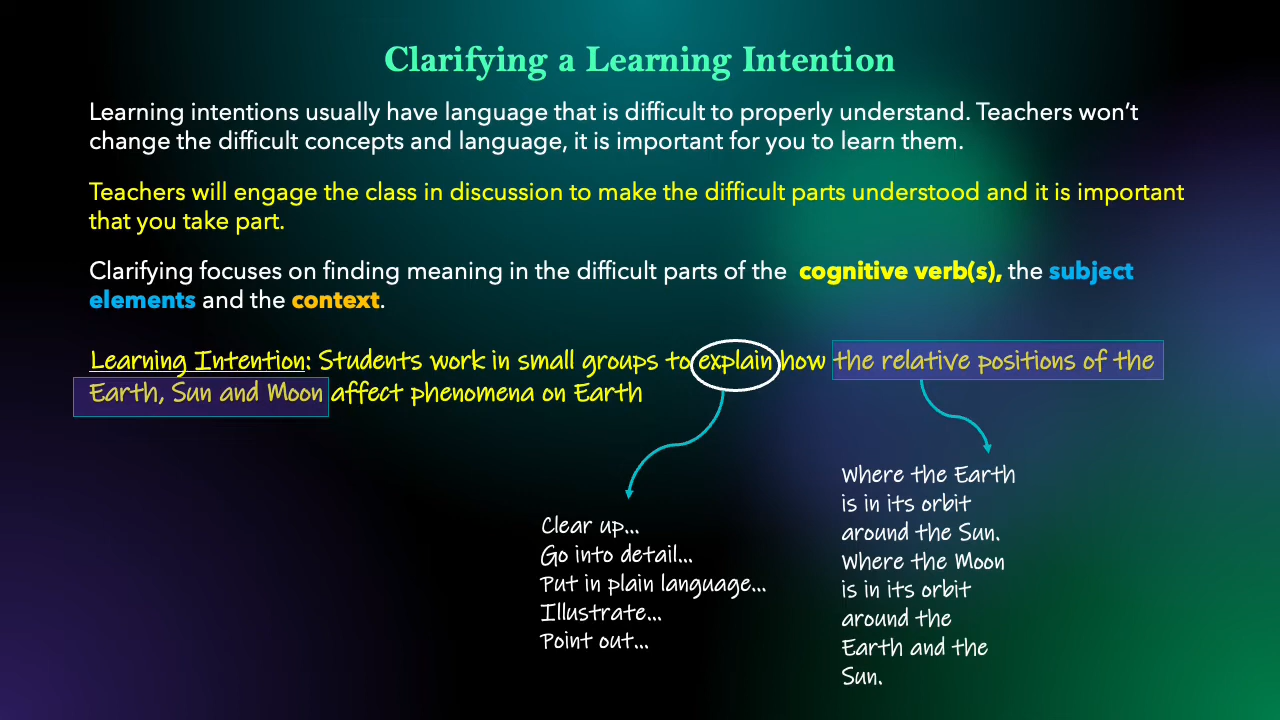 Clarifying a Learning Intention
Learning intentions usually have language that is difficult to properly understand. Teachers won’t
change the difficult concepts and language, it is important for you to learn them.
Teachers will engage the class in discussion to make the difficult parts understood and it is important
that you take part.
Clarifying focuses on finding meaning in the difficult parts of the cognitive verb(s), the subject
elements and the context.
Learning Intention: Students work in small groups to explain how the relative positions of the
Earth, Sun and Moon affect phenomena on Earth
Clear up...
Go into detail...
Put in plain language...
Illustrate...
Point out...
Where the Earth
is in its orbit
around the Sun.
Where the Moon
is in its orbit
around the
Earth and the
Sun.